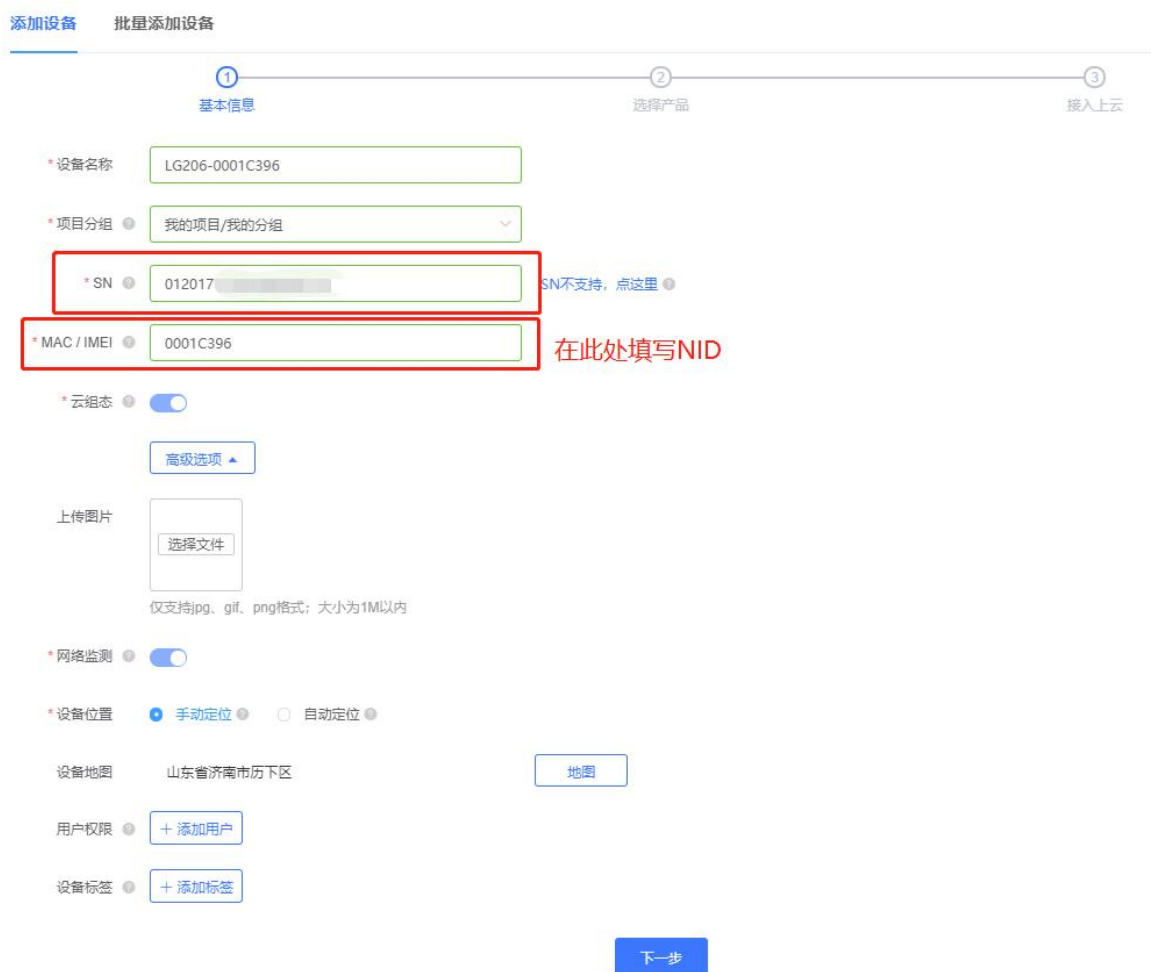 添加设备 批量添加设备
1 2 3
基本信息 选择产品 接入上云
* 设备名称 LG206-0001C396
* 项目分组 ? 我的项目/我的分组
* SN ? 012017 SN不支持，点这里 ?
* MAC / IMEI ? 0001C396 在此处填写NID
* 云组态 ?
高级选项
上传图片 选择文件
仅支持jpg、gif、png格式；大小为1M以内
* 网络监测 ?
* 设备位置 手动定位 ? 自动定位 ?
设备地图 山东省济南市历下区 地图
用户权限 ? + 添加用户
设备标签 ? + 添加标签
下一步